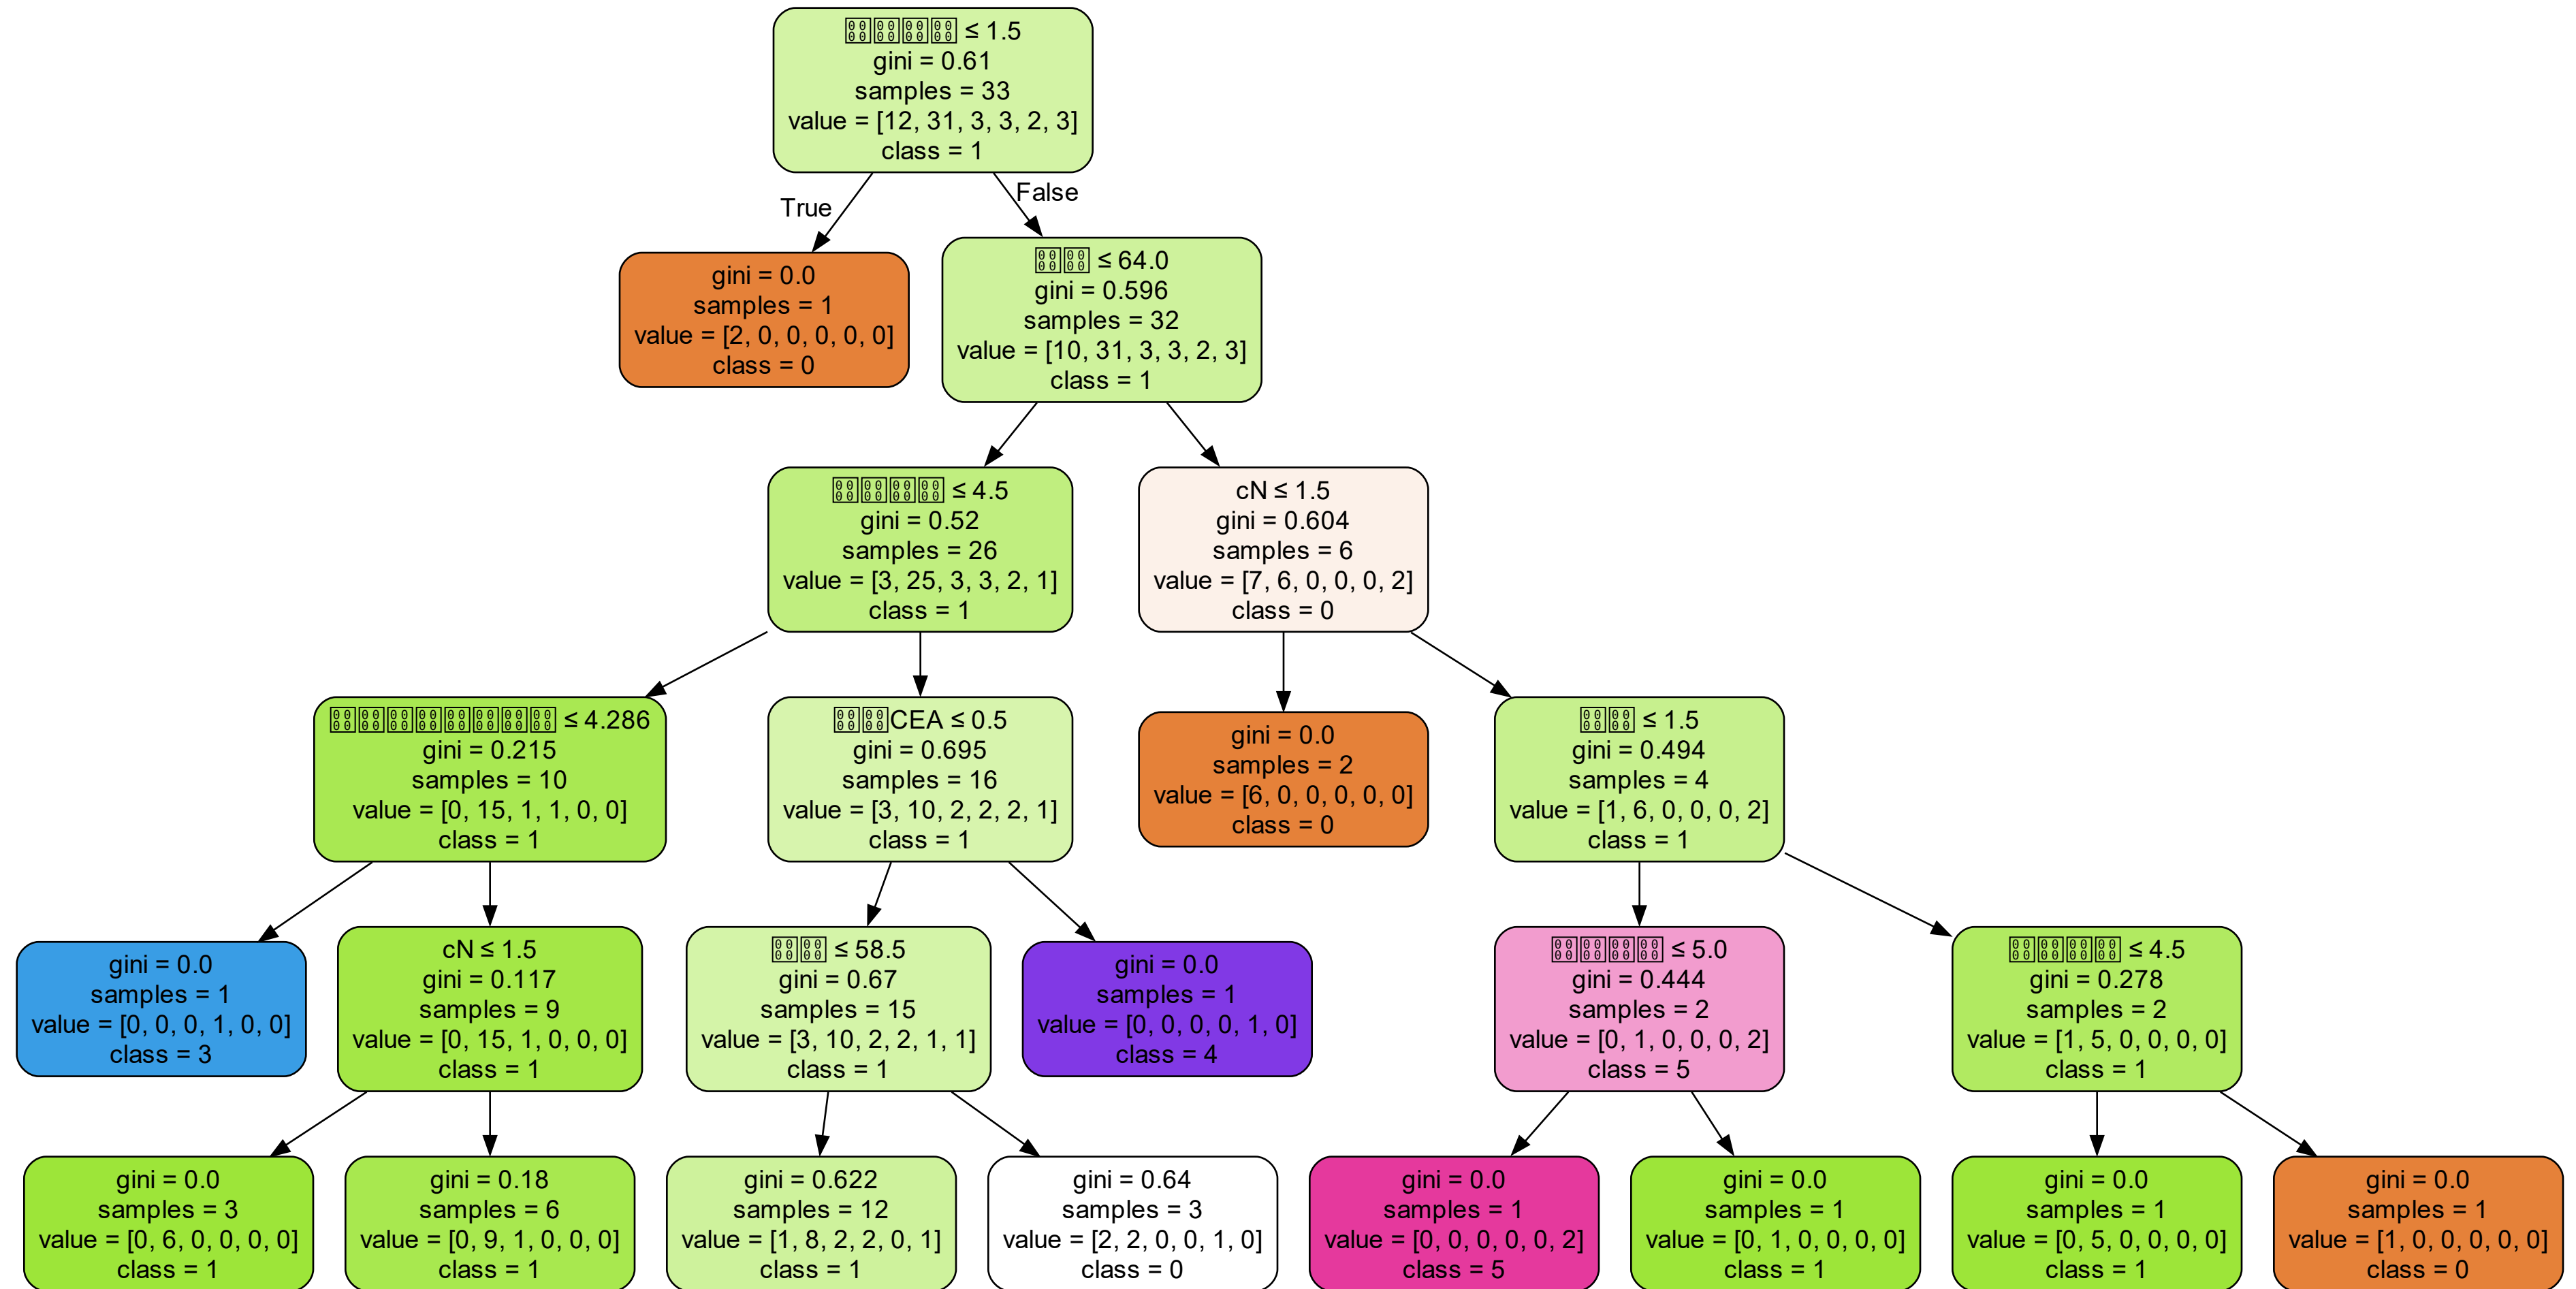 ≤ 1.5
gini = 0.61
samples = 33
value = [12, 31, 3, 3, 2, 3]
class = 1
True
False
gini = 0.0
samples = 1
value = [2, 0, 0, 0, 0, 0]
class = 0
≤ 64.0
gini = 0.596
samples = 32
value = [10, 31, 3, 3, 2, 3]
class = 1
≤ 4.5
gini = 0.52
samples = 26
value = [3, 25, 3, 3, 2, 1]
class = 1
cN ≤ 1.5
gini = 0.604
samples = 6
value = [7, 6, 0, 0, 0, 2]
class = 0
≤ 4.286
gini = 0.215
samples = 10
value = [0, 15, 1, 1, 0, 0]
class = 1
CEA ≤ 0.5
gini = 0.695
samples = 16
value = [3, 10, 2, 2, 2, 1]
class = 1
gini = 0.0
samples = 2
value = [6, 0, 0, 0, 0, 0]
class = 0
≤ 1.5
gini = 0.494
samples = 4
value = [1, 6, 0, 0, 0, 2]
class = 1
gini = 0.0
samples = 1
value = [0, 0, 0, 1, 0, 0]
class = 3
cN ≤ 1.5
gini = 0.117
samples = 9
value = [0, 15, 1, 0, 0, 0]
class = 1
≤ 58.5
gini = 0.67
samples = 15
value = [3, 10, 2, 2, 1, 1]
class = 1
gini = 0.0
samples = 1
value = [0, 0, 0, 0, 1, 0]
class = 4
≤ 5.0
gini = 0.444
samples = 2
value = [0, 1, 0, 0, 0, 2]
class = 5
≤ 4.5
gini = 0.278
samples = 2
value = [1, 5, 0, 0, 0, 0]
class = 1
gini = 0.0
samples = 3
value = [0, 6, 0, 0, 0, 0]
class = 1
gini = 0.18
samples = 6
value = [0, 9, 1, 0, 0, 0]
class = 1
gini = 0.622
samples = 12
value = [1, 8, 2, 2, 0, 1]
class = 1
gini = 0.64
samples = 3
value = [2, 2, 0, 0, 1, 0]
class = 0
gini = 0.0
samples = 1
value = [0, 0, 0, 0, 0, 2]
class = 5
gini = 0.0
samples = 1
value = [0, 1, 0, 0, 0, 0]
class = 1
gini = 0.0
samples = 1
value = [0, 5, 0, 0, 0, 0]
class = 1
gini = 0.0
samples = 1
value = [1, 0, 0, 0, 0, 0]
class = 0